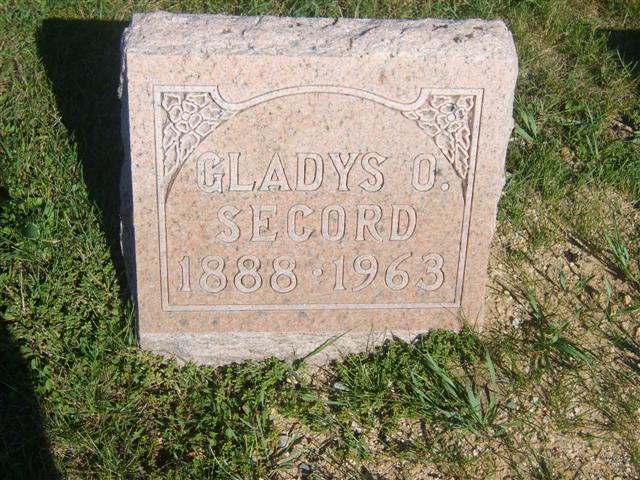 GLADYS O.
SECORD
1888 · 1963